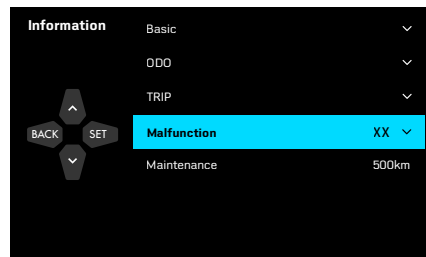 Information
Basic
ODO
TRIP
BACK SET
Malfunction XX
Maintenance 500km